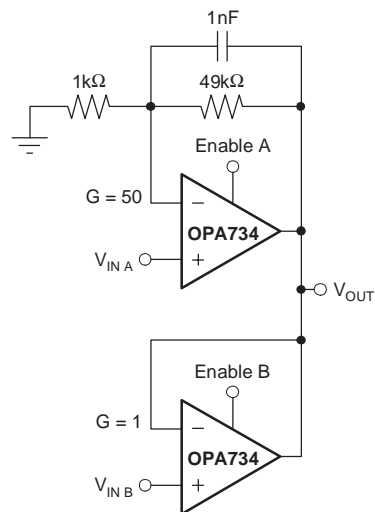 1nF
1kΩ
49kΩ
Enable A
G = 50
−
OPA734
V_IN A
+
V_OUT
Enable B
G = 1
−
OPA734
V_IN B
+